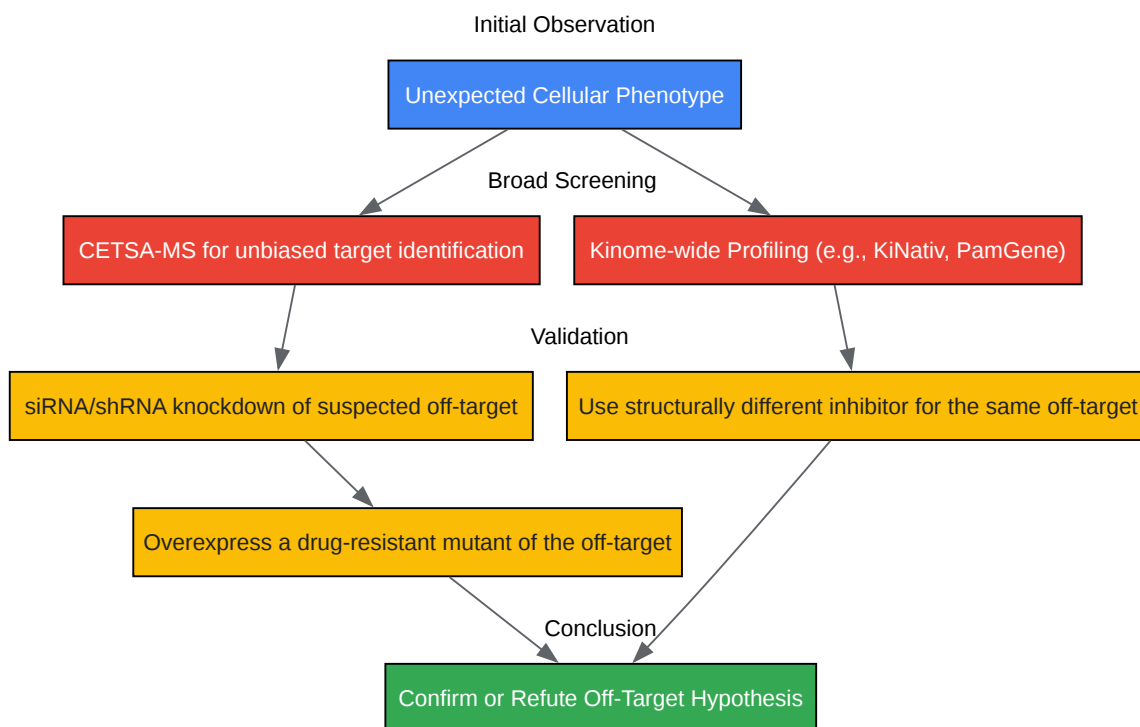 Initial Observation
Unexpected Cellular Phenotype
Broad Screening
CETSA-MS for unbiased target identification
Kinome-wide Profiling (e.g., KiNativ, PamGene)
Validation
siRNA/shRNA knockdown of suspected off-target
Use structurally different inhibitor for the same off-target
Overexpress a drug-resistant mutant of the off-target
Conclusion
Confirm or Refute Off-Target Hypothesis